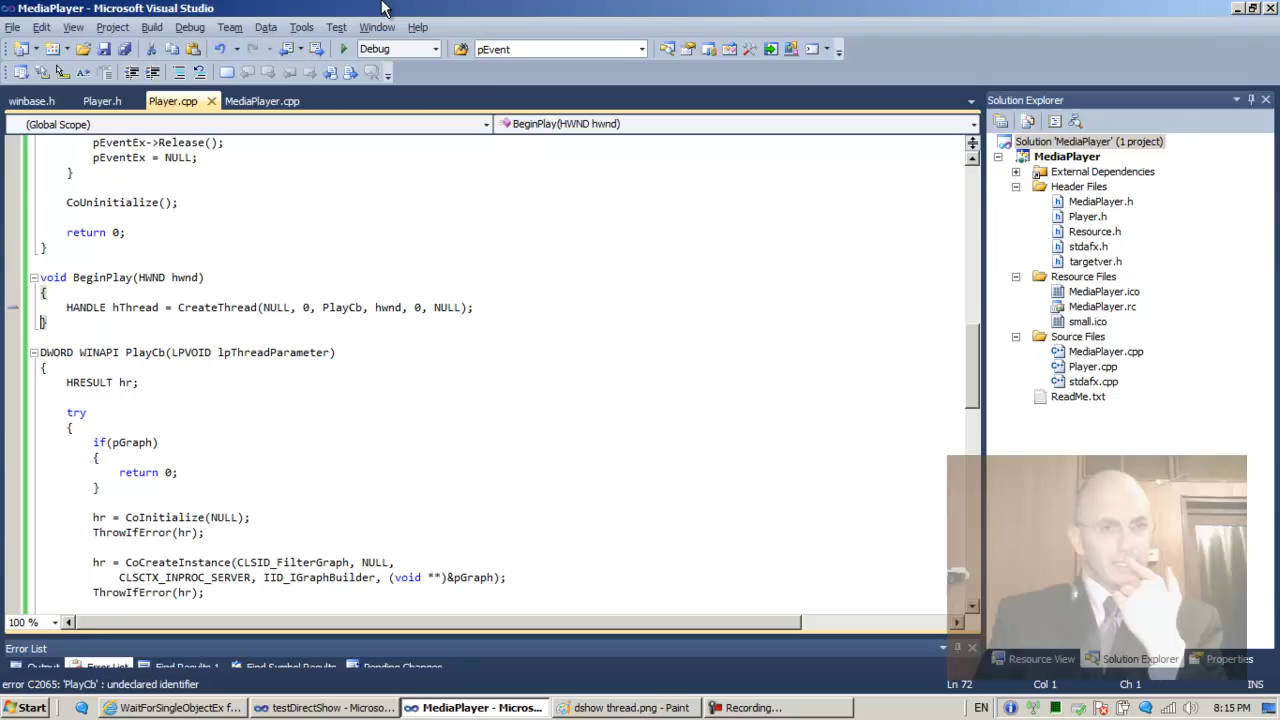 MediaPlayer - Microsoft Visual Studio
File Edit View Project Build Debug Team Data Tools Test Window Help
Debug pEvent
winbase.h Player.h Player.cpp MediaPlayer.cpp
(Global Scope) BeginPlay(HWND hwnd)
pEventEx->Release();
pEventEx = NULL;
}
CoUninitialize();
return 0;
}
void BeginPlay(HWND hwnd)
{
HANDLE hThread = CreateThread(NULL, 0, PlayCb, hwnd, 0, NULL);
}
DWORD WINAPI PlayCb(LPVOID lpThreadParameter)
{
HRESULT hr;
try
{
if(pGraph)
{
return 0;
}
hr = CoInitialize(NULL);
ThrowIfError(hr);
hr = CoCreateInstance(CLSID_FilterGraph, NULL,
CLSCTX_INPROC_SERVER, IID_IGraphBuilder, (void **)&pGraph);
ThrowIfError(hr);
100 %
Solution Explorer
Solution 'MediaPlayer' (1 project)
MediaPlayer
External Dependencies
Header Files
MediaPlayer.h
Player.h
Resource.h
stdafx.h
targetver.h
Resource Files
MediaPlayer.ico
MediaPlayer.rc
small.ico
Source Files
MediaPlayer.cpp
Player.cpp
stdafx.cpp
ReadMe.txt
Error List
Output Error List Find Results 1 Find Symbol Results Pending Changes
Resource View Solution Explorer Properties
error C2065: 'PlayCb' : undeclared identifier Ln 72 Col 1 Ch 1 INS
Start WaitForSingleObjectEx f... testDirectShow - Microso... MediaPlayer - Micros... dshow thread.png - Paint Recording... EN 8:15 PM